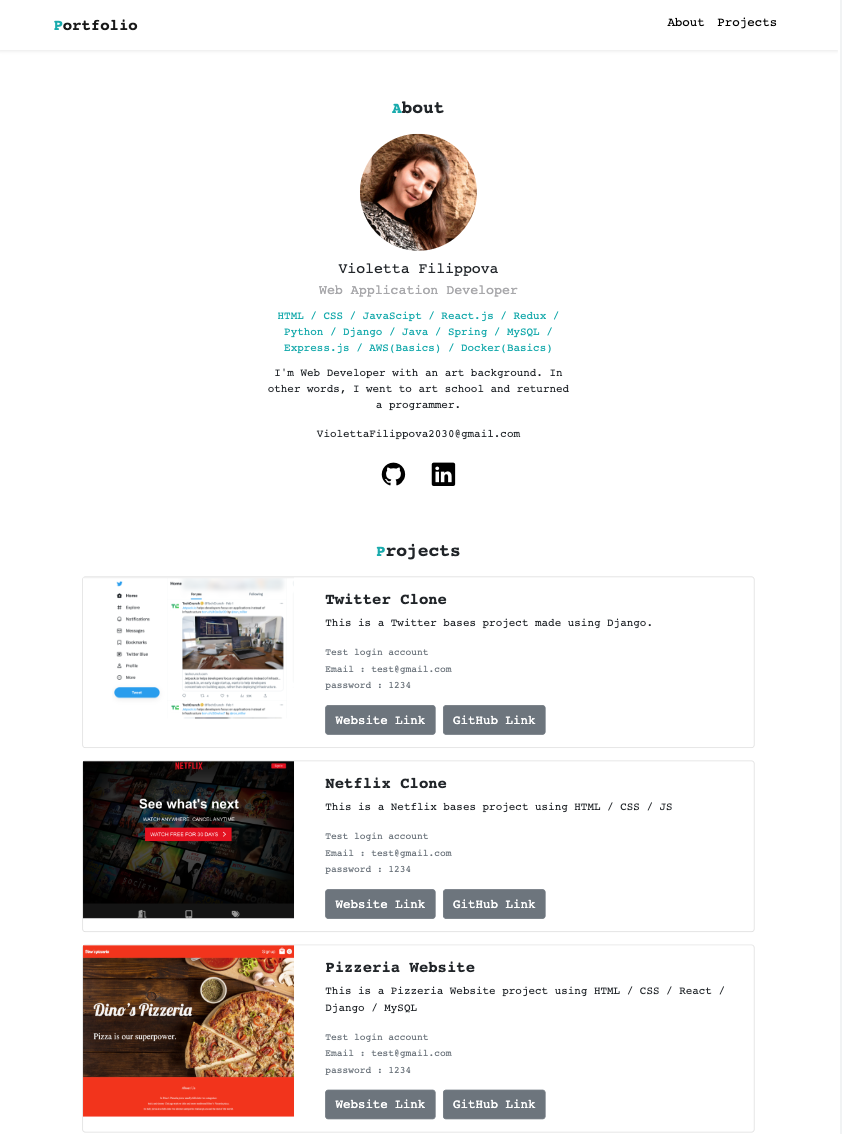 Portfolio
About Projects
About
Violetta Filippova
Web Application Developer
HTML / CSS / JavaScipt / React.js / Redux /
Python / Django / Java / Spring / MySQL /
Express.js / AWS(Basics) / Docker(Basics)
I'm Web Developer with an art background. In
other words, I went to art school and returned
a programmer.
ViolettaFilippova2030@gmail.com
Projects
Home
Home
For you Following
Explore
Notifications
Messages
Bookmarks
Twitter Blue
Profile
More
Tweet
Twitter Clone
This is a Twitter bases project made using Django.
Test login account
Email : test@gmail.com
password : 1234
Website Link GitHub Link
NETFLIX
See what's next
WATCH ANYWHERE. CANCEL ANYTIME.
WATCH FREE FOR 30 DAYS
Netflix Clone
This is a Netflix bases project using HTML / CSS / JS
Test login account
Email : test@gmail.com
password : 1234
Website Link GitHub Link
Dino's Pizzeria
Pizza is our superpower.
About Us
Pizzeria Website
This is a Pizzeria Website project using HTML / CSS / React /
Django / MySQL
Test login account
Email : test@gmail.com
password : 1234
Website Link GitHub Link